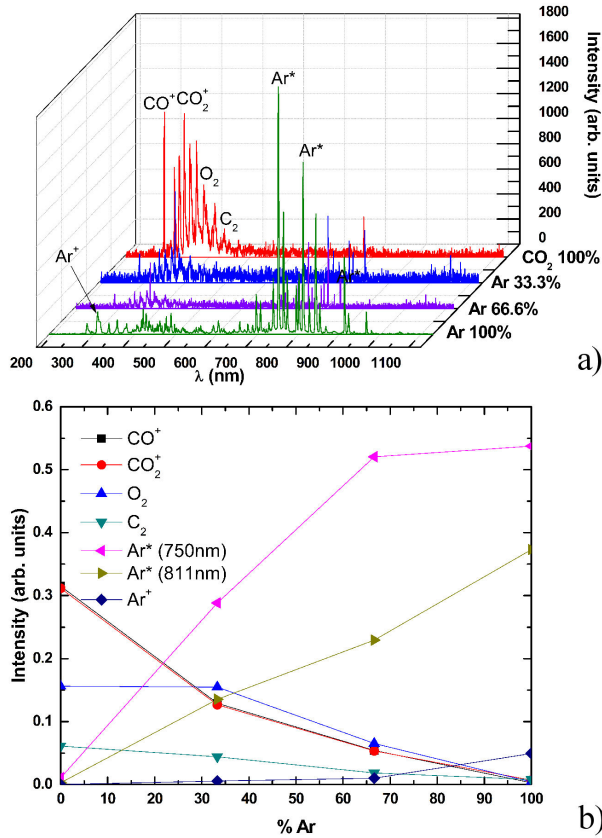 1800
1600
1400
1200
1000
800
600
400
200
0
Intensity (arb. units)
CO⁺ CO₂⁺
O₂
C₂
Ar*
Ar*
Ar*
Ar⁺
CO₂ 100%
Ar 33.3%
Ar 66.6%
Ar 100%
200 300 400 500 600 700 800 900 1000 1100
λ (nm)
a)
0.6
0.5
0.4
0.3
0.2
0.1
0.0
Intensity (arb. units)
CO⁺
CO₂⁺
O₂
C₂
Ar* (750nm)
Ar* (811nm)
Ar⁺
0 10 20 30 40 50 60 70 80 90 100
% Ar
b)